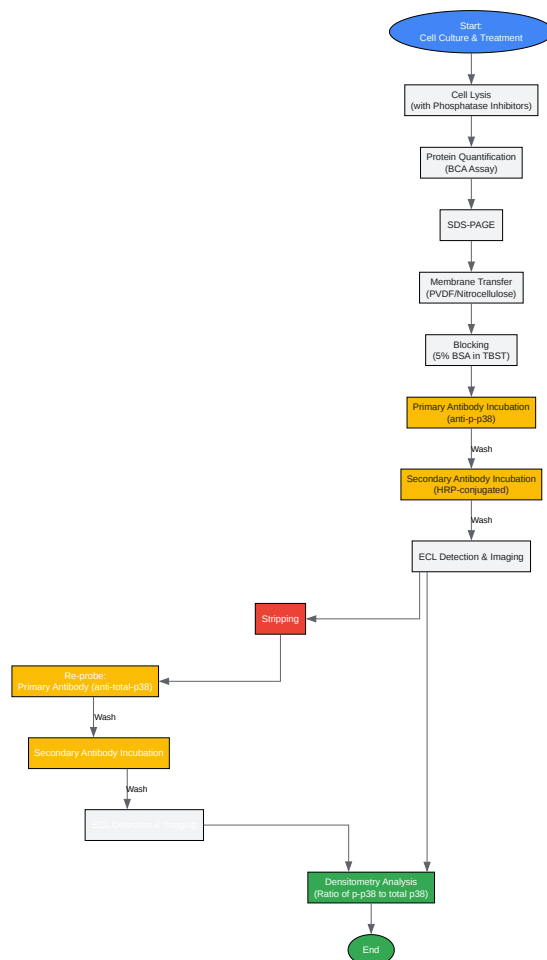 Start:
Cell Culture & Treatment
Cell Lysis
(with Phosphatase Inhibitors)
Protein Quantification
(BCA Assay)
SDS-PAGE
Membrane Transfer
(PVDF/Nitrocellulose)
Blocking
(5% BSA in TBST)
Primary Antibody Incubation
(anti-p-p38)
Wash
Secondary Antibody Incubation
(HRP-conjugated)
Wash
ECL Detection & Imaging
Stripping
Re-probe:
Primary Antibody (anti-total-p38)
Wash
Secondary Antibody Incubation
Wash
ECL Detection & Imaging
Densitometry Analysis
(Ratio of p-p38 to total p38)
End